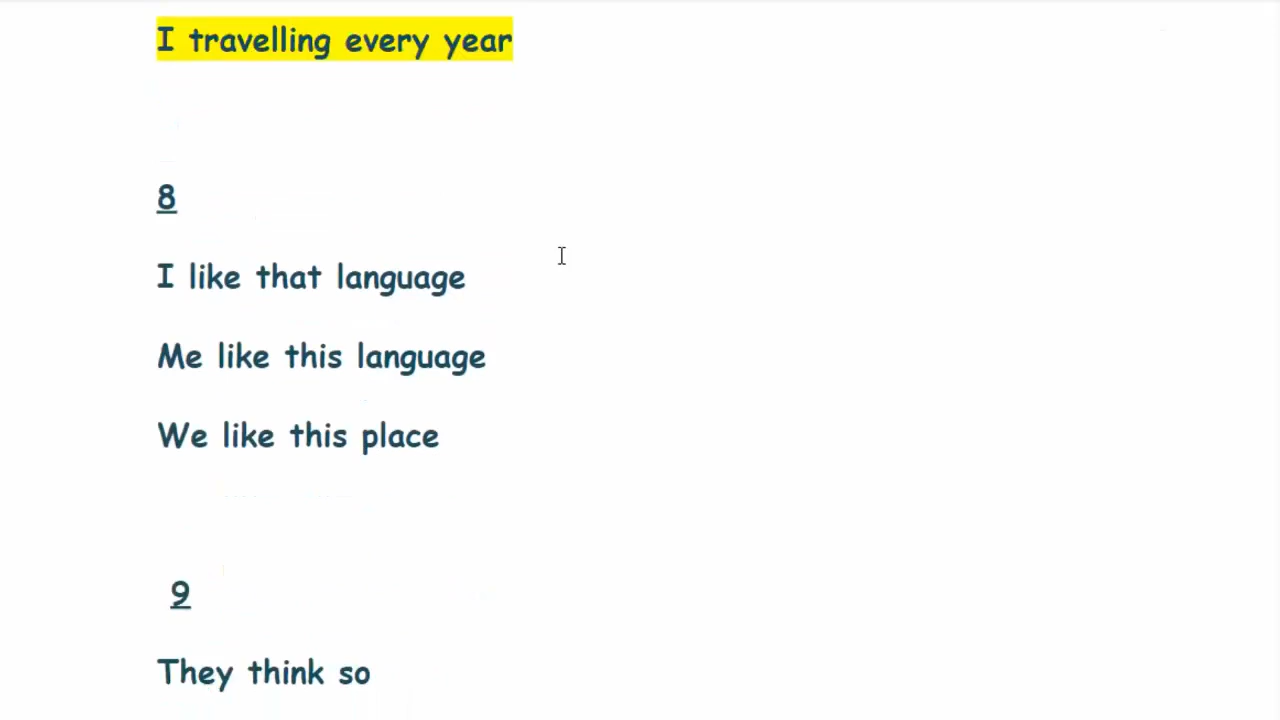 I travelling every year
8
I like that language
Me like this language
We like this place
9
They think so